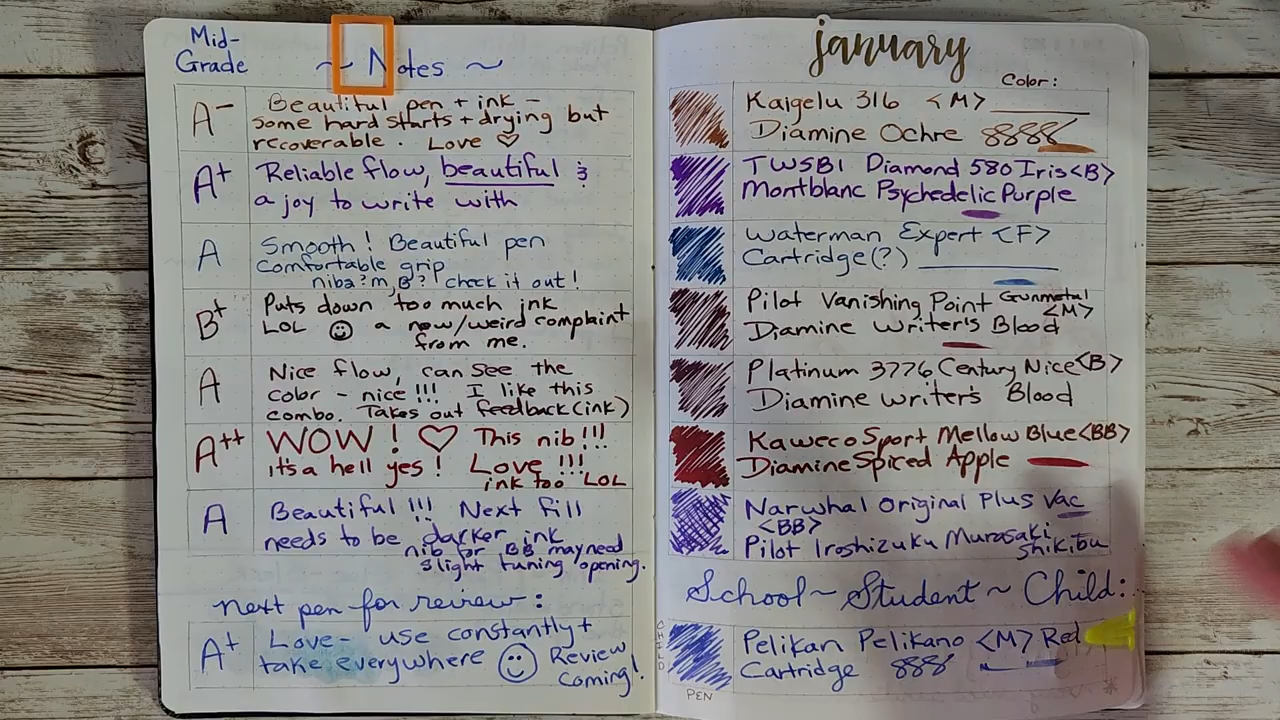 Mid-
Grade
~ Notes ~
A-
Beautiful pen + ink -
some hard starts + drying but
recoverable. Love ♡
A+
Reliable flow, beautiful &
a joy to write with
A
Smooth! Beautiful pen
comfortable grip
nibs? m, B? check it out!
B+
Puts down too much ink
LOL ☺ a new/weird complaint
from me.
A
Nice flow, can see the
color - nice!!! I like this
combo. Takes out feedback (ink)
A++
WOW! ♡ This nib!!!
it's a hell yes! Love!!!
ink too LOL
A
Beautiful!!! Next fill
needs to be darker ink
nib for BB may need
slight tuning opening.
next pen for review:
A+
Love - use constantly +
take everywhere ☺ Review
coming!
january
Color:
Kaigelu 316 <M>
Diamine Ochre 8888
TWSBI Diamond 580 Iris <B>
Montblanc Psychedelic Purple
Waterman Expert <F>
Cartridge(?)
Pilot Vanishing Point Gunmetal
<M>
Diamine Writer's Blood
Platinum 3776 Century Nice <B>
Diamine Writer's Blood
Kaweco Sport Mellow Blue <BB>
Diamine Spiced Apple
Narwhal Original Plus Vac
<BB>
Pilot Iroshizuku Murasaki
Shikibu
School ~ Student ~ Child:
CHILD
Pelikan Pelikano <M> Red
Cartridge 888
PEN